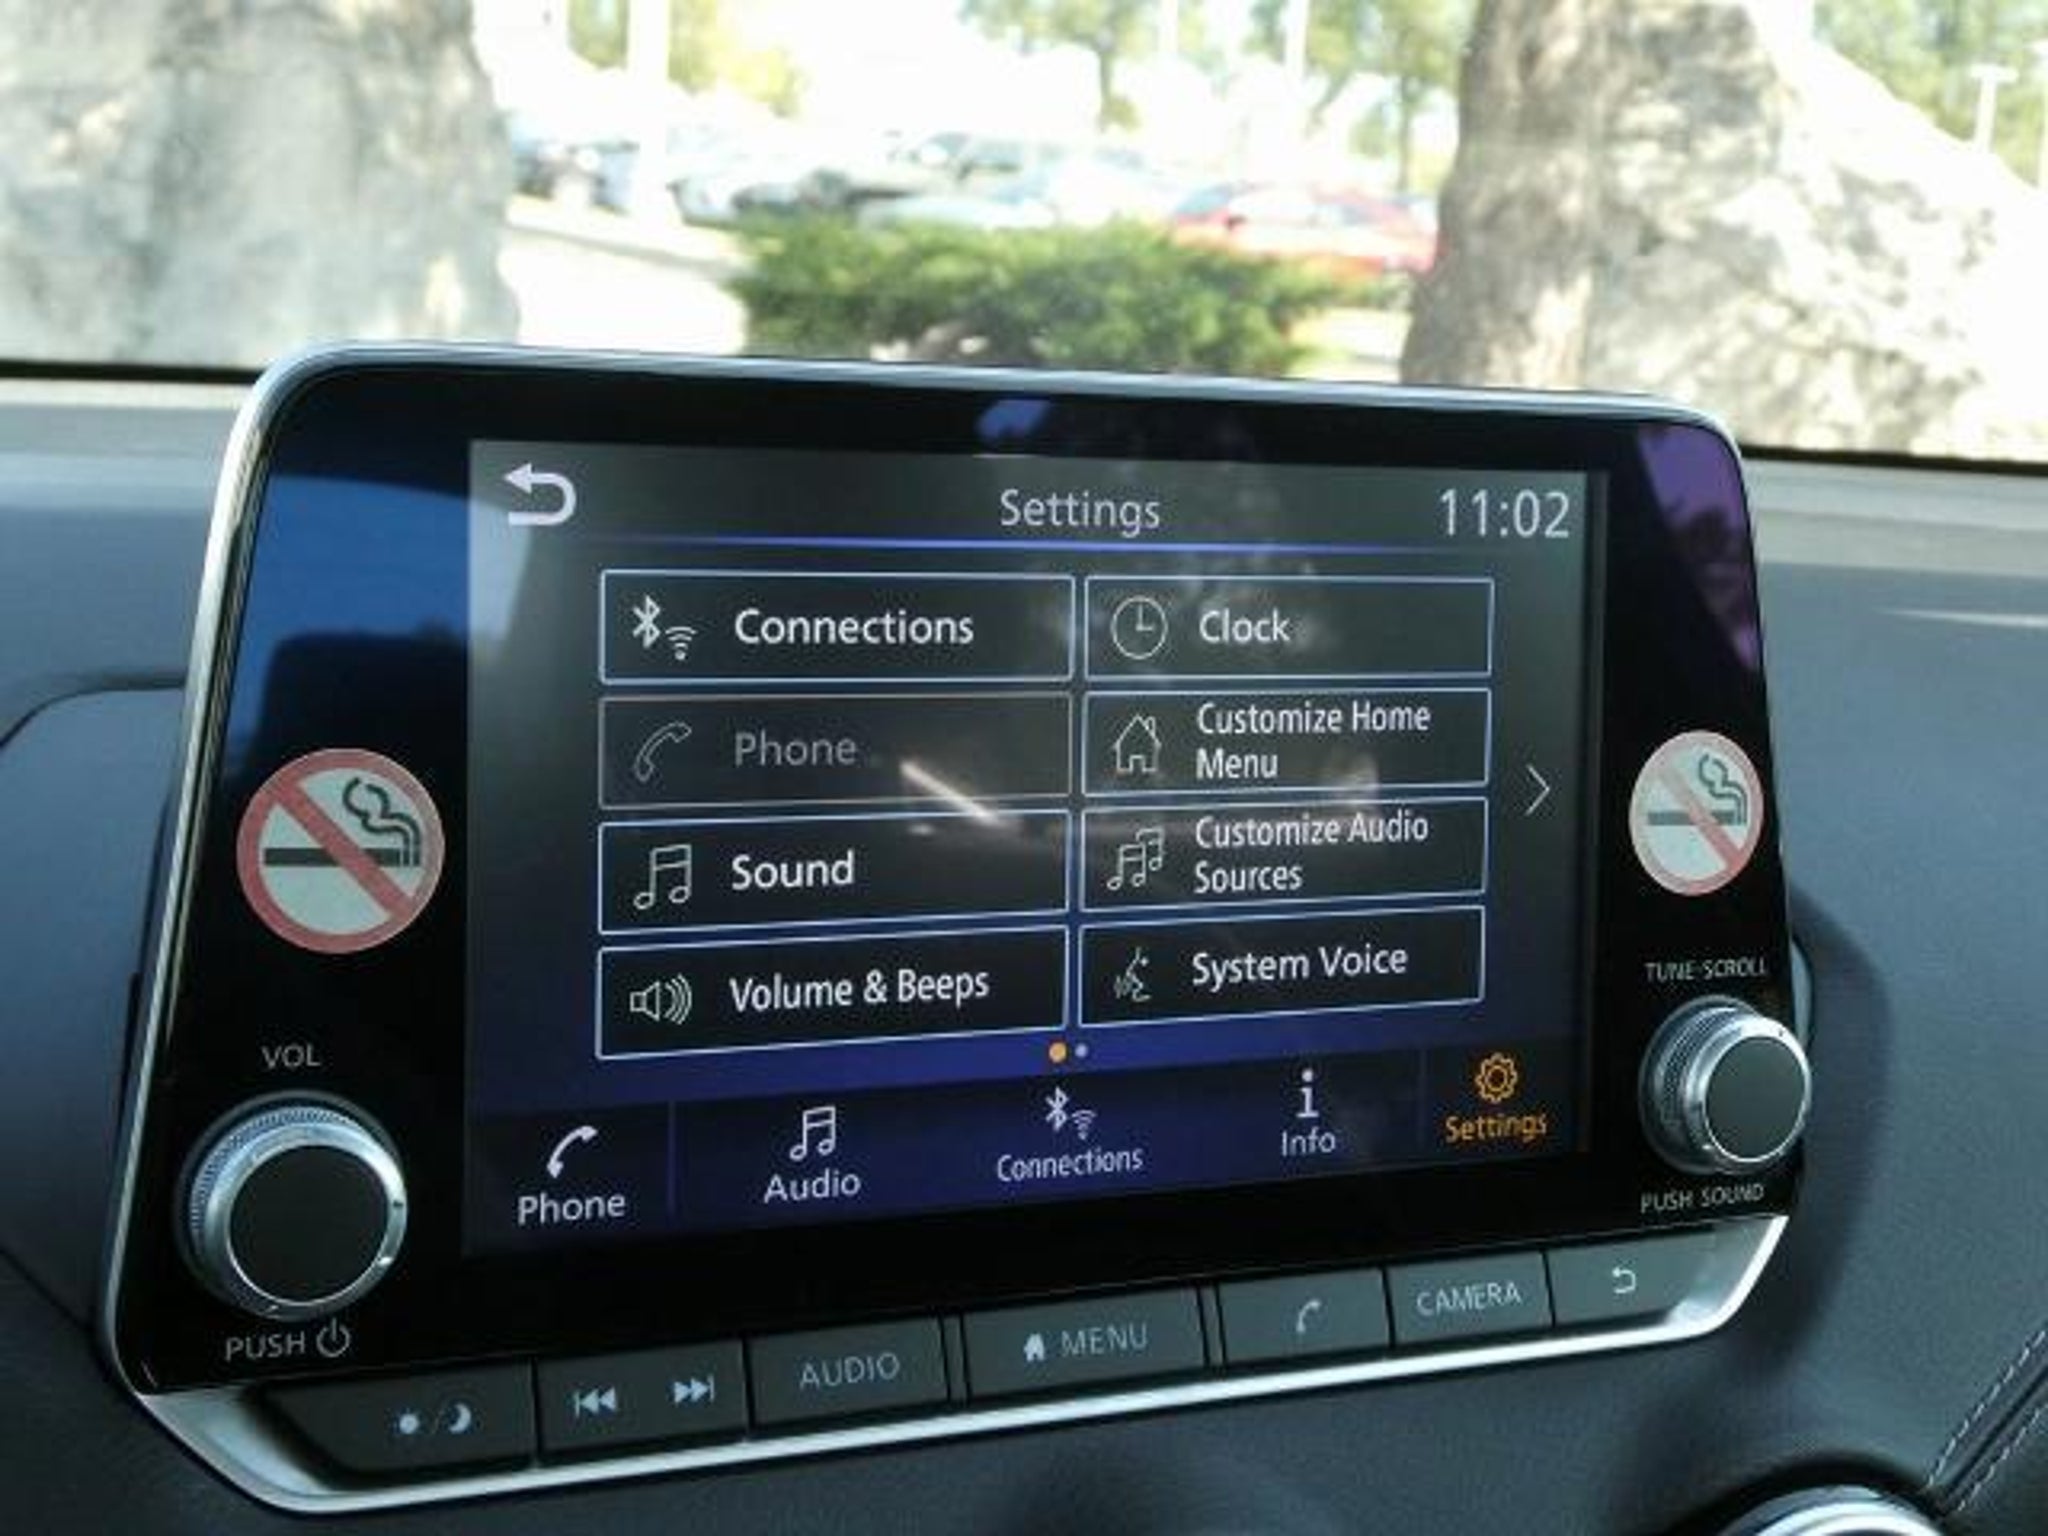 Settings
11:02
Connections
Clock
Phone
Customize Home
Menu
Sound
Customize Audio
Sources
Volume & Beeps
System Voice
Phone
Audio
Connections
Info
Settings
VOL
PUSH
TUNE·SCROLL
PUSH SOUND
AUDIO
MENU
CAMERA